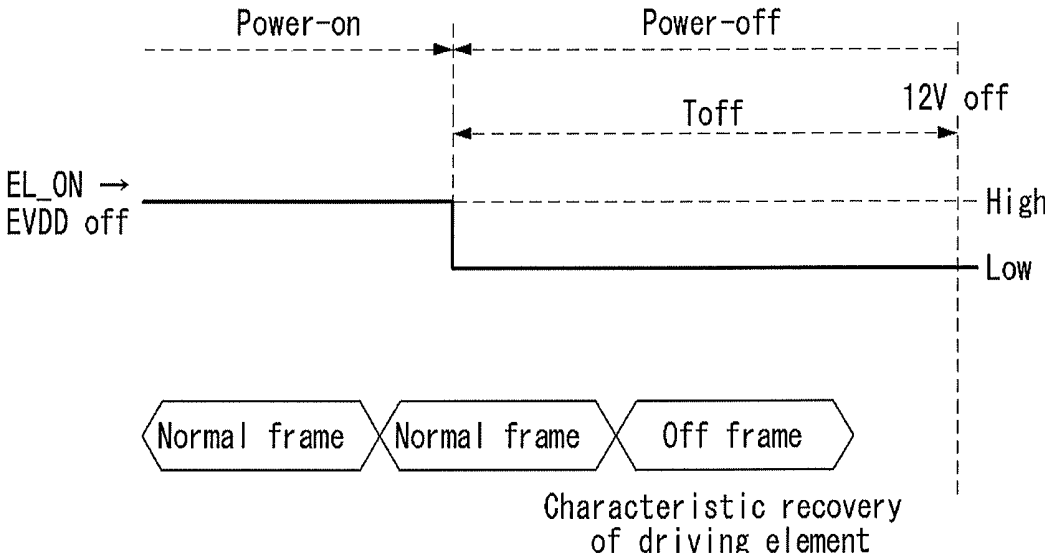 Power-on Power-off
12V off
Toff
EL_ON →
EVDD off
High
Low
Normal frame Normal frame Off frame
Characteristic recovery
of driving element